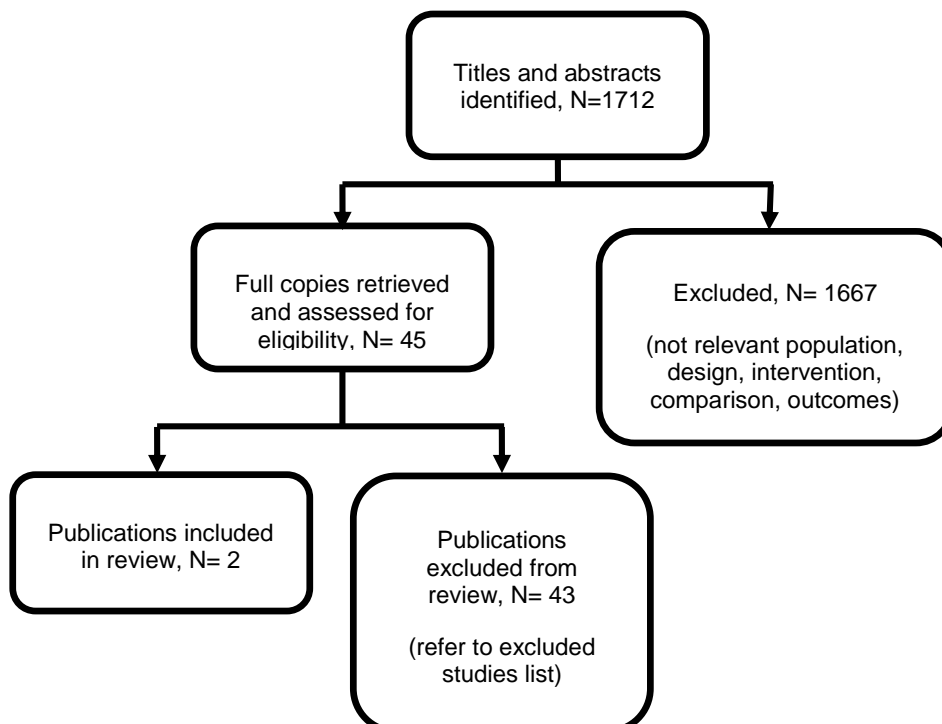 Titles and abstracts
identified, N=1712
Full copies retrieved
and assessed for
eligibility, N= 45
Excluded, N= 1667
(not relevant population,
design, intervention,
comparison, outcomes)
Publications included
in review, N= 2
Publications
excluded from
review, N= 43
(refer to excluded
studies list)